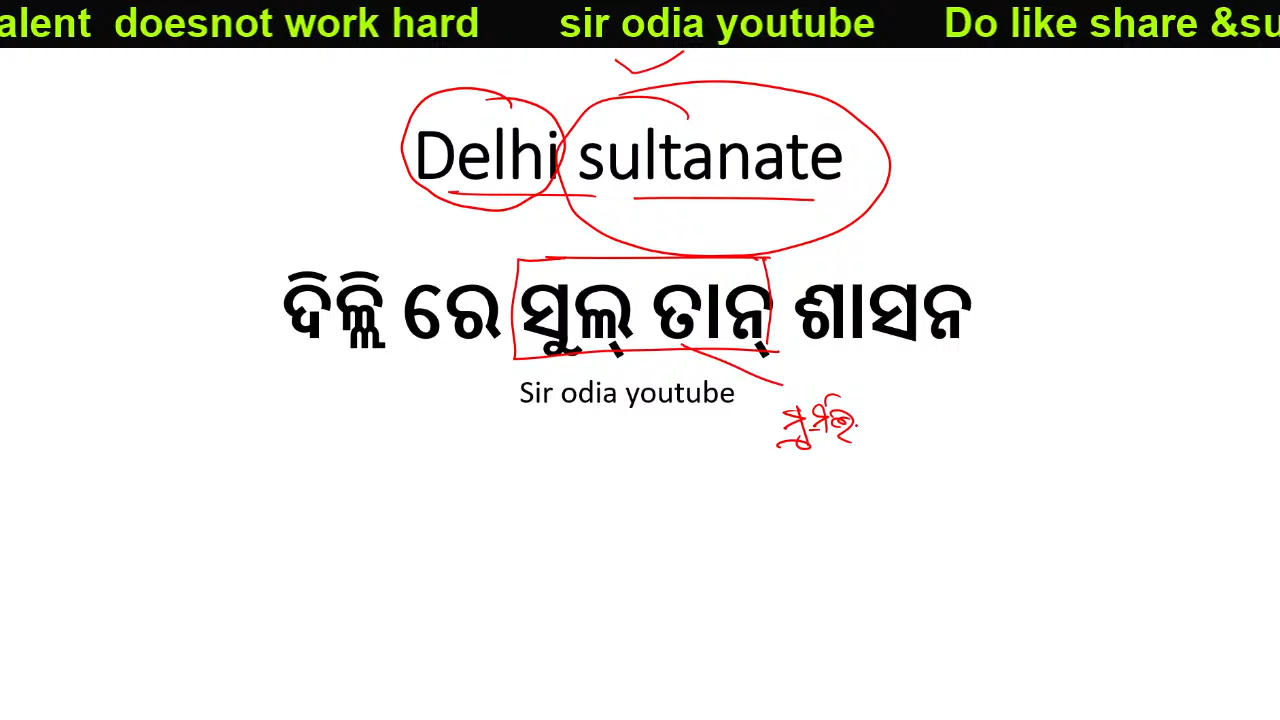 alent doesnot work hard sir odia youtube Do like share &su
Delhi sultanate
ଦିଲ୍ଲି ରେ ସୁଲ୍ ତାନ୍ ଶାସନ
Sir odia youtube